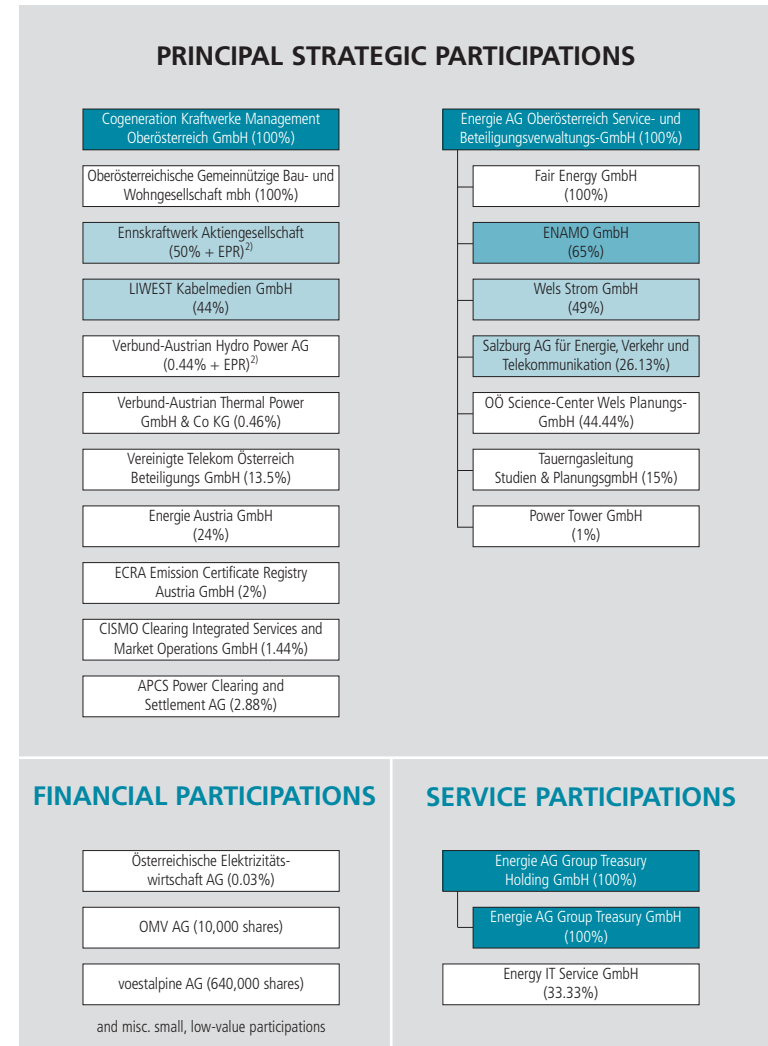 PRINCIPAL STRATEGIC PARTICIPATIONS
Cogeneration Kraftwerke Management
Oberösterreich GmbH (100%)
Oberösterreichische Gemeinnützige Bau- und
Wohngesellschaft mbh (100%)
Ennskraftwerk Aktiengesellschaft
(50% + EPR)2)
LIWEST Kabelmedien GmbH
(44%)
Verbund-Austrian Hydro Power AG
(0.44% + EPR)2)
Verbund-Austrian Thermal Power
GmbH & Co KG (0.46%)
Vereinigte Telekom Österreich
Beteiligungs GmbH (13.5%)
Energie Austria GmbH
(24%)
ECRA Emission Certificate Registry
Austria GmbH (2%)
CISMO Clearing Integrated Services and
Market Operations GmbH (1.44%)
APCS Power Clearing and
Settlement AG (2.88%)
Energie AG Oberösterreich Service- und
Beteiligungsverwaltungs-GmbH (100%)
Fair Energy GmbH
(100%)
ENAMO GmbH
(65%)
Wels Strom GmbH
(49%)
Salzburg AG für Energie, Verkehr und
Telekommunikation (26.13%)
OÖ Science-Center Wels Planungs-
GmbH (44.44%)
Tauerngasleitung
Studien & PlanungsgmbH (15%)
Power Tower GmbH
(1%)
FINANCIAL PARTICIPATIONS
Österreichische Elektrizitäts-
wirtschaft AG (0.03%)
OMV AG (10,000 shares)
voestalpine AG (640,000 shares)
and misc. small, low-value participations
SERVICE PARTICIPATIONS
Energie AG Group Treasury
Holding GmbH (100%)
Energie AG Group Treasury GmbH
(100%)
Energy IT Service GmbH
(33.33%)